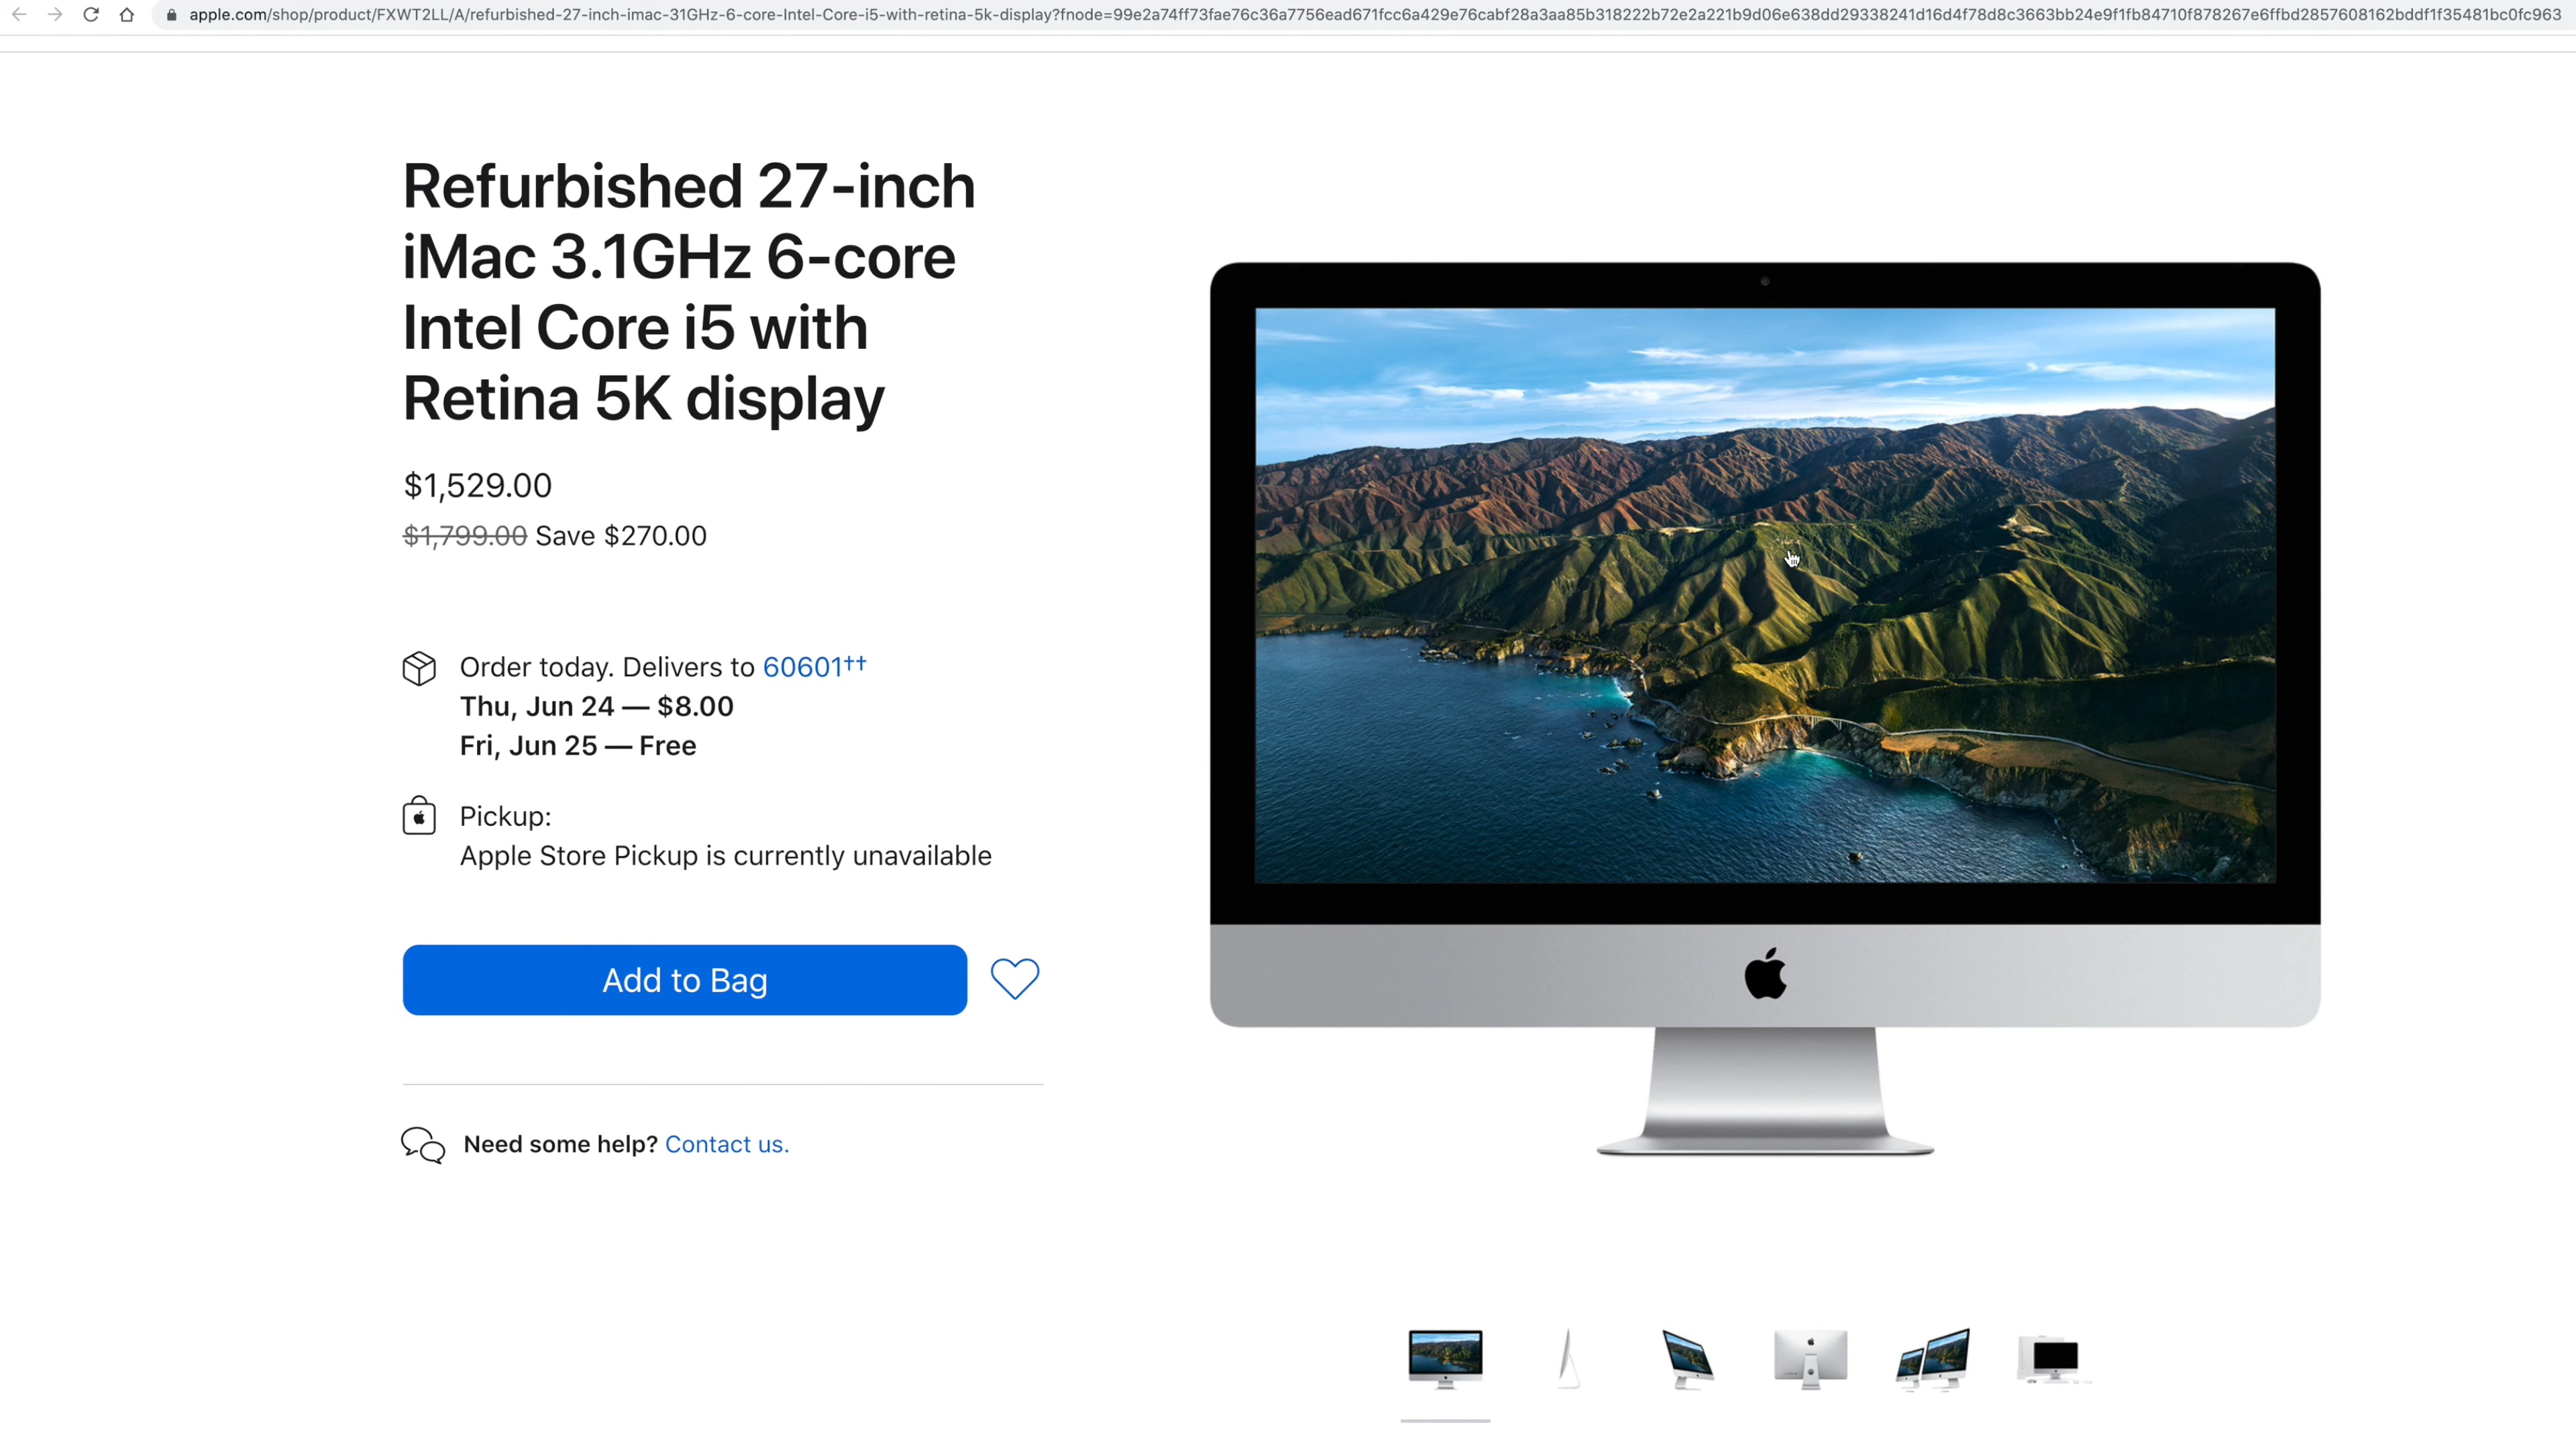 apple.com/shop/product/FXWT2LL/A/refurbished-27-inch-imac-31GHz-6-core-Intel-Core-i5-with-retina-5k-display?fnode=99e2a74ff73fae76c36a7756ead671fcc6a429e76cabf28a3aa85b318222b72e2a221b9d06e638dd29338241d16d4f78d8c3663bb24e9f1fb84710f878267e6ffbd2857608162bddf1f35481bc0fc963
Refurbished 27-inch
iMac 3.1GHz 6-core
Intel Core i5 with
Retina 5K display
$1,529.00
$1,799.00 Save $270.00
Order today. Delivers to 60601††
Thu, Jun 24 — $8.00
Fri, Jun 25 — Free
Pickup:
Apple Store Pickup is currently unavailable
Add to Bag
Need some help? Contact us.